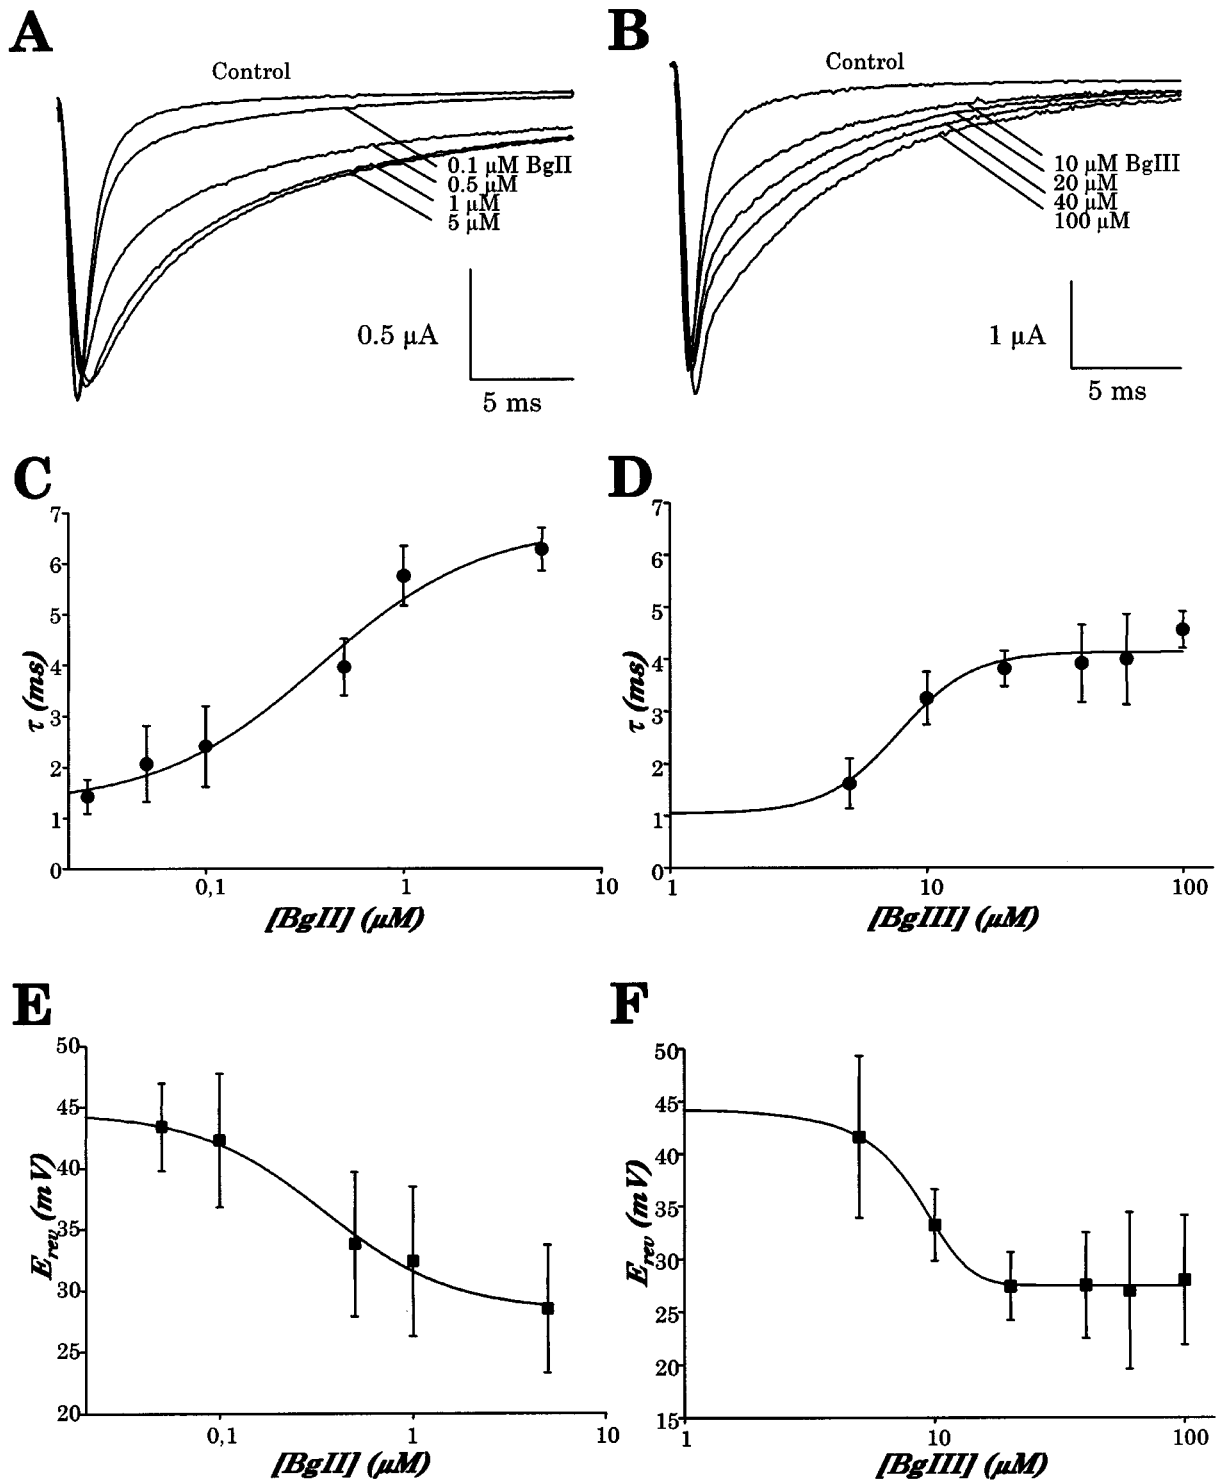 A
B
Control
Control
0.1 μM BgII
0.5 μM
1 μM
5 μM
10 μM BgIII
20 μM
40 μM
100 μM
0.5 μA
5 ms
1 μA
5 ms
C
D
7
6
5
4
3
2
1
0
τ (ms)
0,1
1
10
[BgII] (μM)
7
6
5
4
3
2
1
0
τ (ms)
1
10
100
[BgIII] (μM)
E
F
50
45
40
35
30
25
20
Erev (mV)
0,1
1
10
[BgII] (μM)
50
45
40
35
30
25
20
15
Erev (mV)
1
10
100
[BgIII] (μM)